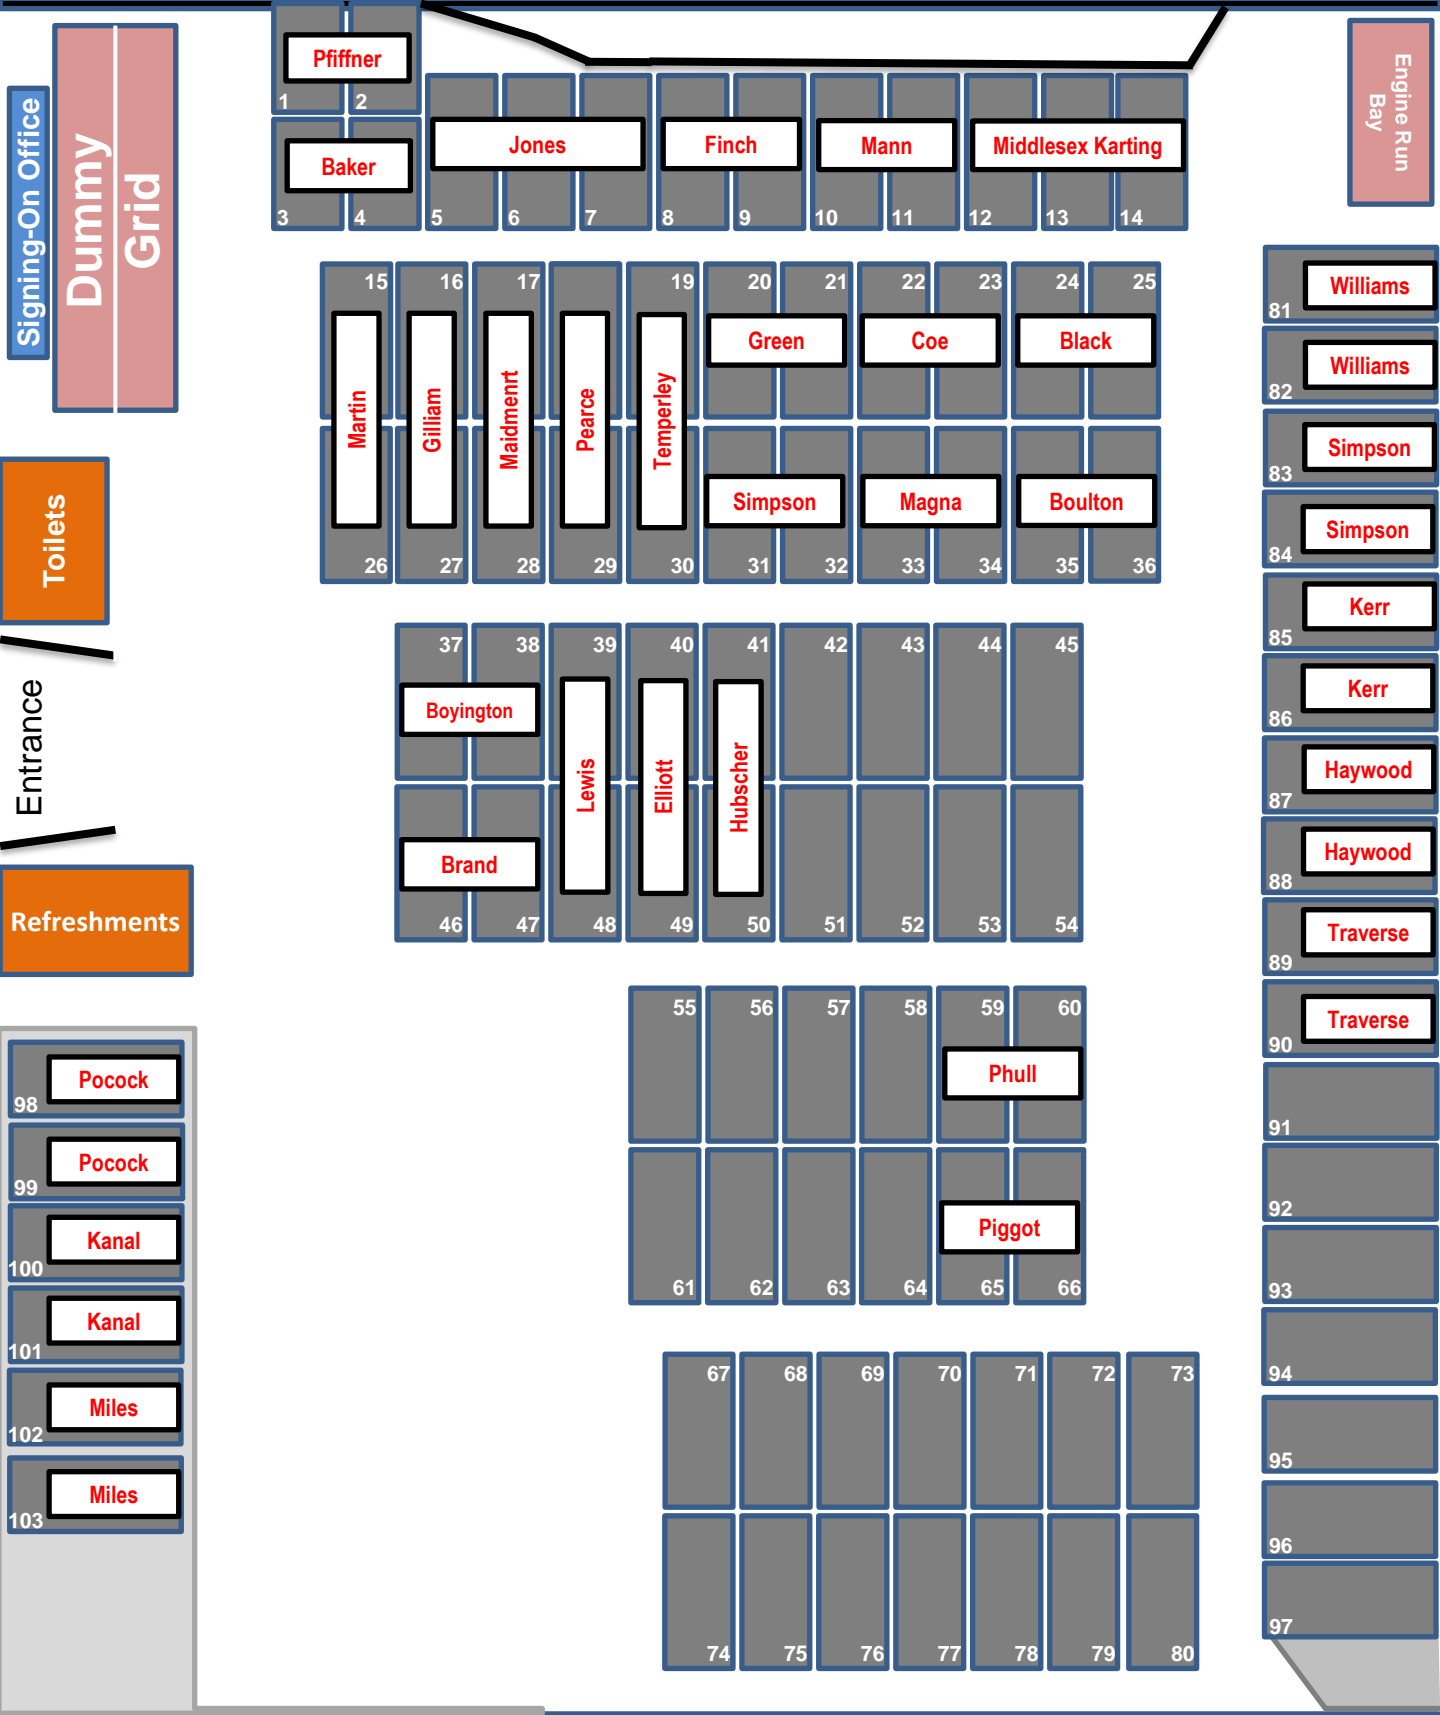 Signing-On Office
Dummy
Grid
Pfiffner
1 2
Baker
3 4
Jones
5 6 7
Finch
8 9
Mann
10 11
Middlesex Karting
12 13 14
Engine Run
Bay
15 16 17 19 20 21 22 23 24 25
Martin
Gilliam
Maidmenrt
Pearce
Temperley
Green
Coe
Black
Simpson
Magna
Boulton
26 27 28 29 30 31 32 33 34 35 36
Toilets
Entrance
Refreshments
37 38 39 40 41 42 43 44 45
Boyington
Lewis
Elliott
Hubscher
Brand
46 47 48 49 50 51 52 53 54
55 56 57 58 59 60
Phull
Piggot
61 62 63 64 65 66
67 68 69 70 71 72 73
74 75 76 77 78 79 80
Williams
81
Williams
82
Simpson
83
Simpson
84
Kerr
85
Kerr
86
Haywood
87
Haywood
88
Traverse
89
Traverse
90
91
92
93
94
95
96
97
Pocock
98
Pocock
99
Kanal
100
Kanal
101
Miles
102
Miles
103